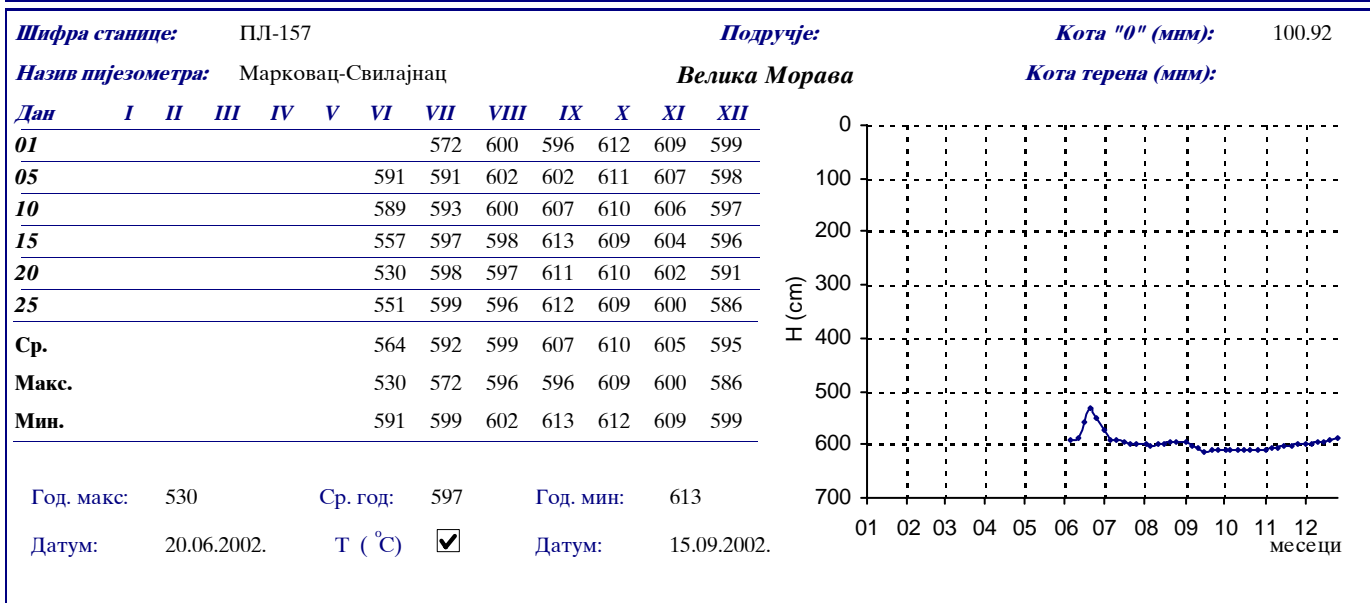 Шифра станице: ПЛ-157 Подручје: Кота "0" (мнм): 100.92
Назив пијезометра: Марковац-Свилајнац Велика Морава Кота терена (мнм):
Дан I II III IV V VI VII VIII IX X XI XII
01 572 600 596 612 609 599
05 591 591 602 602 611 607 598
10 589 593 600 607 610 606 597
15 557 597 598 613 609 604 596
20 530 598 597 611 610 602 591
25 551 599 596 612 609 600 586
Ср. 564 592 599 607 610 605 595
Макс. 530 572 596 596 609 600 586
Мин. 591 599 602 613 612 609 599
Год. макс: 530 Ср. год: 597 Год. мин: 613
Датум: 20.06.2002. T ( °C) Датум: 15.09.2002.
H (cm)
0
100
200
300
400
500
600
700
01 02 03 04 05 06 07 08 09 10 11 12
месеци